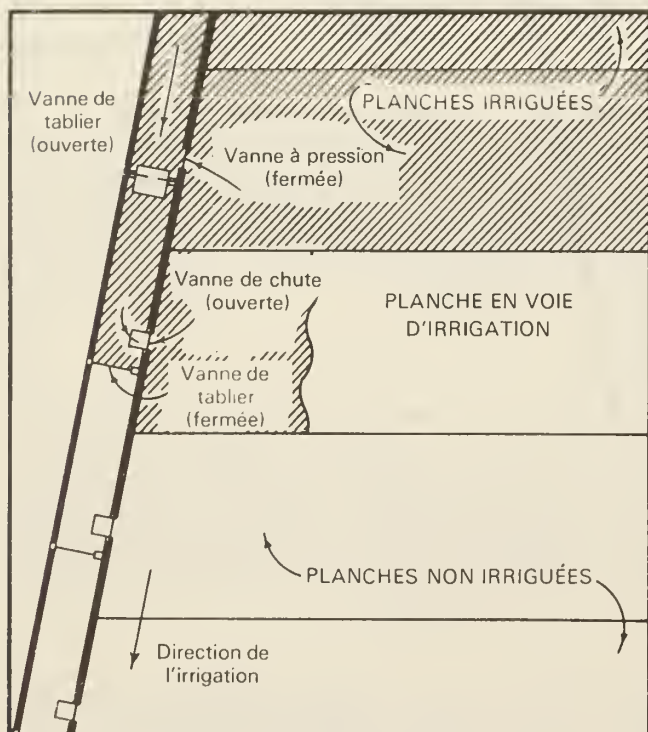 Vanne de
tablier
(ouverte)
PLANCHES IRRIGUÉES
Vanne à pression
(fermée)
Vanne de chute
(ouverte)
PLANCHE EN VOIE
D'IRRIGATION
Vanne de
tablier
(fermée)
PLANCHES NON IRRIGUÉES
Direction de
l'irrigation